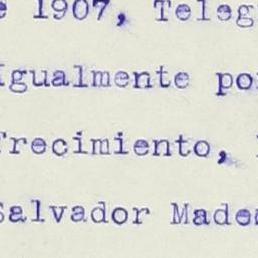 e 1907, Teleg
Igualmente po
frecimiento,
Salvador Made